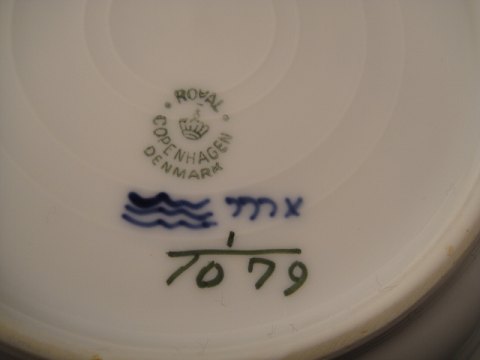 ROYAL
COPENHAGEN
DENMARK
1
1079